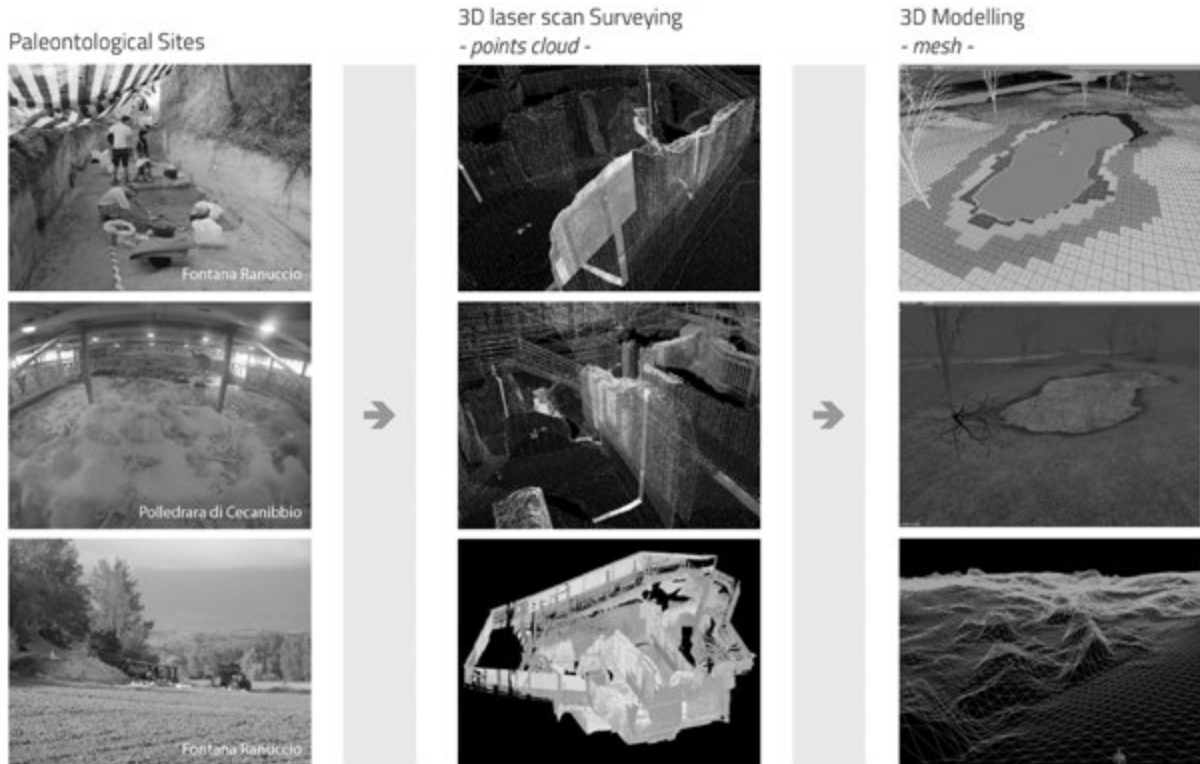 Paleontological Sites
3D laser scan Surveying
- points cloud -
3D Modelling
- mesh -
Fontana Ranuccio
Polledrara di Cecanibbio
Fontana Ranuccio